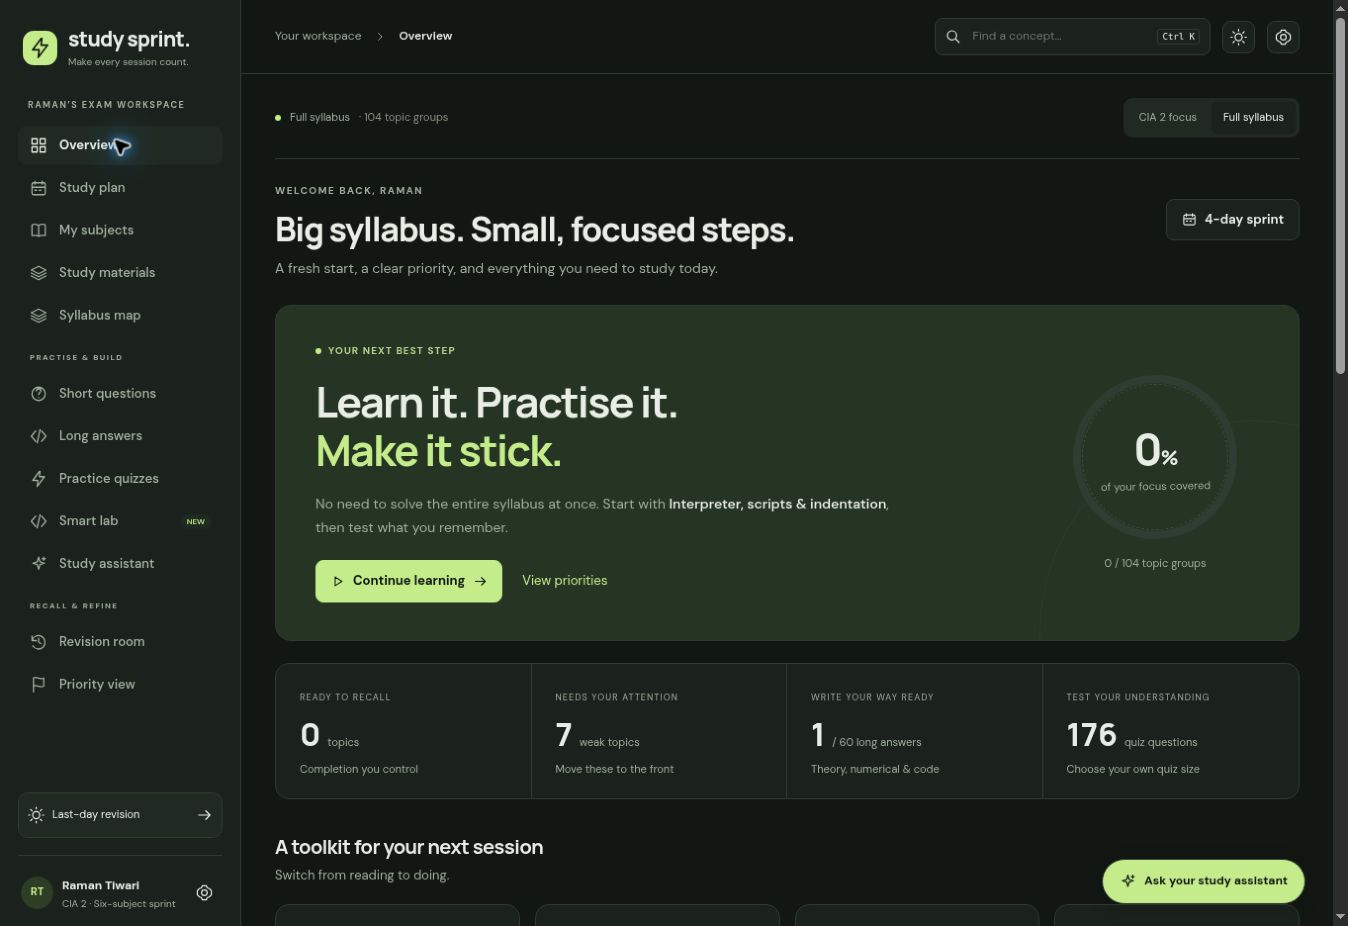 study sprint.
Make every session count.
RAMAN'S EXAM WORKSPACE
Overview
Study plan
My subjects
Study materials
Syllabus map
PRACTISE & BUILD
Short questions
Long answers
Practice quizzes
Smart lab NEW
Study assistant
RECALL & REFINE
Revision room
Priority view
Last-day revision
RT
Raman Tiwari
CIA 2 · Six-subject sprint
Your workspace > Overview
Find a concept... Ctrl K
Full syllabus · 104 topic groups
CIA 2 focus Full syllabus
WELCOME BACK, RAMAN
Big syllabus. Small, focused steps.
A fresh start, a clear priority, and everything you need to study today.
4-day sprint
YOUR NEXT BEST STEP
Learn it. Practise it.
Make it stick.
No need to solve the entire syllabus at once. Start with Interpreter, scripts & indentation,
then test what you remember.
Continue learning → View priorities
0%
of your focus covered
0 / 104 topic groups
READY TO RECALL
0 topics
Completion you control
NEEDS YOUR ATTENTION
7 weak topics
Move these to the front
WRITE YOUR WAY READY
1 / 60 long answers
Theory, numerical & code
TEST YOUR UNDERSTANDING
176 quiz questions
Choose your own quiz size
A toolkit for your next session
Switch from reading to doing.
Ask your study assistant